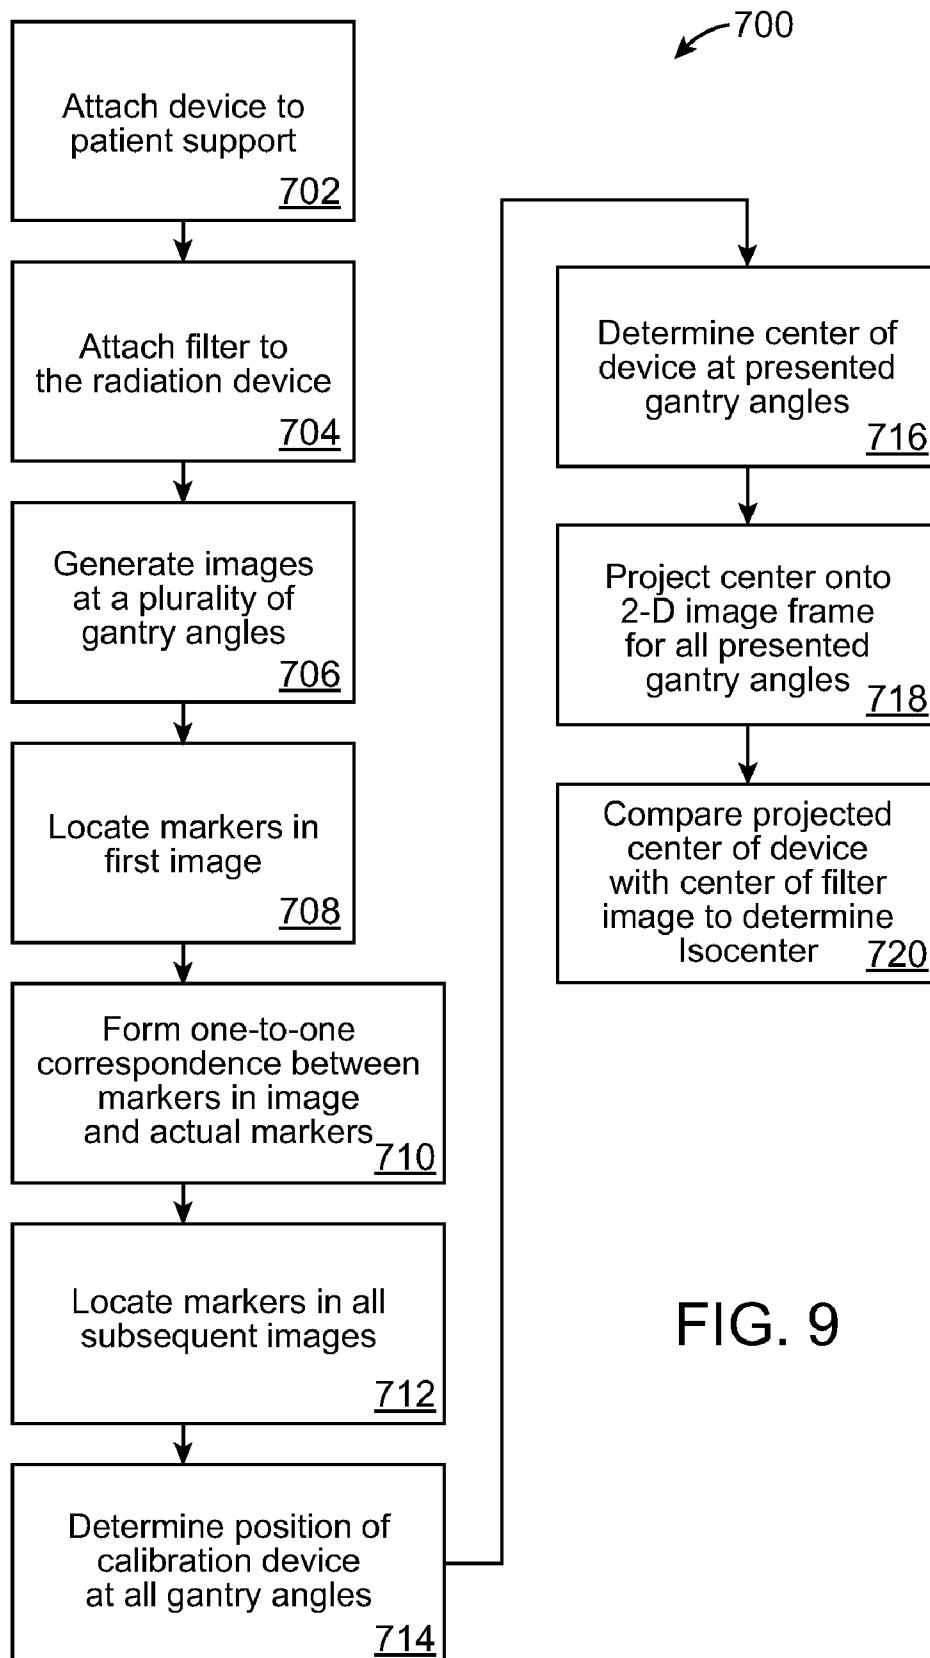 700
Attach device to
patient support
702
Attach filter to
the radiation device
704
Generate images
at a plurality of
gantry angles
706
Locate markers in
first image
708
Form one-to-one
correspondence between
markers in image
and actual markers
710
Locate markers in all
subsequent images
712
Determine position of
calibration device
at all gantry angles
714
Determine center of
device at presented
gantry angles
716
Project center onto
2-D image frame
for all presented
gantry angles
718
Compare projected
center of device
with center of filter
image to determine
Isocenter
720
FIG. 9